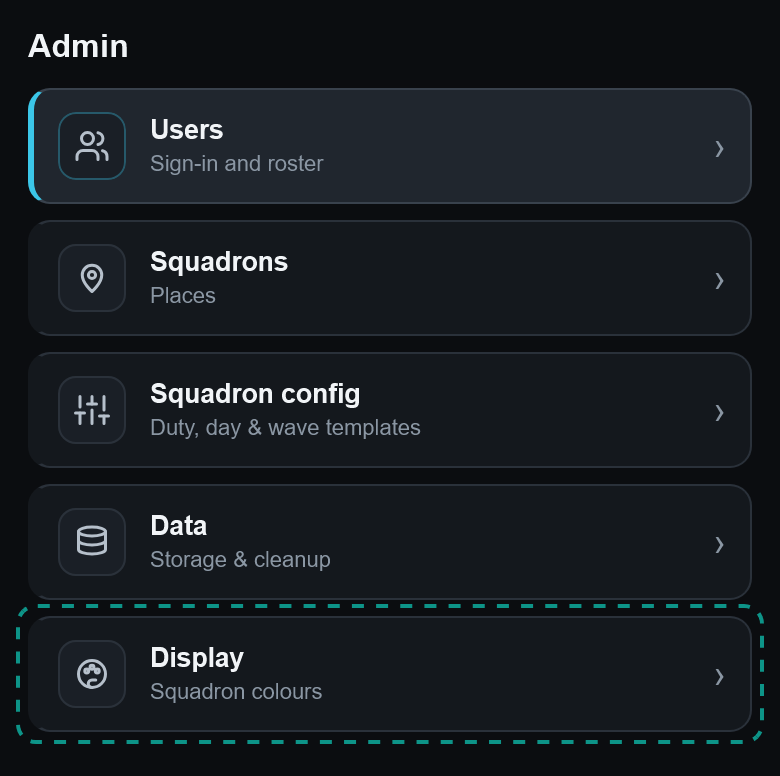 Admin
Users
Sign-in and roster
Squadrons
Places
Squadron config
Duty, day & wave templates
Data
Storage & cleanup
Display
Squadron colours